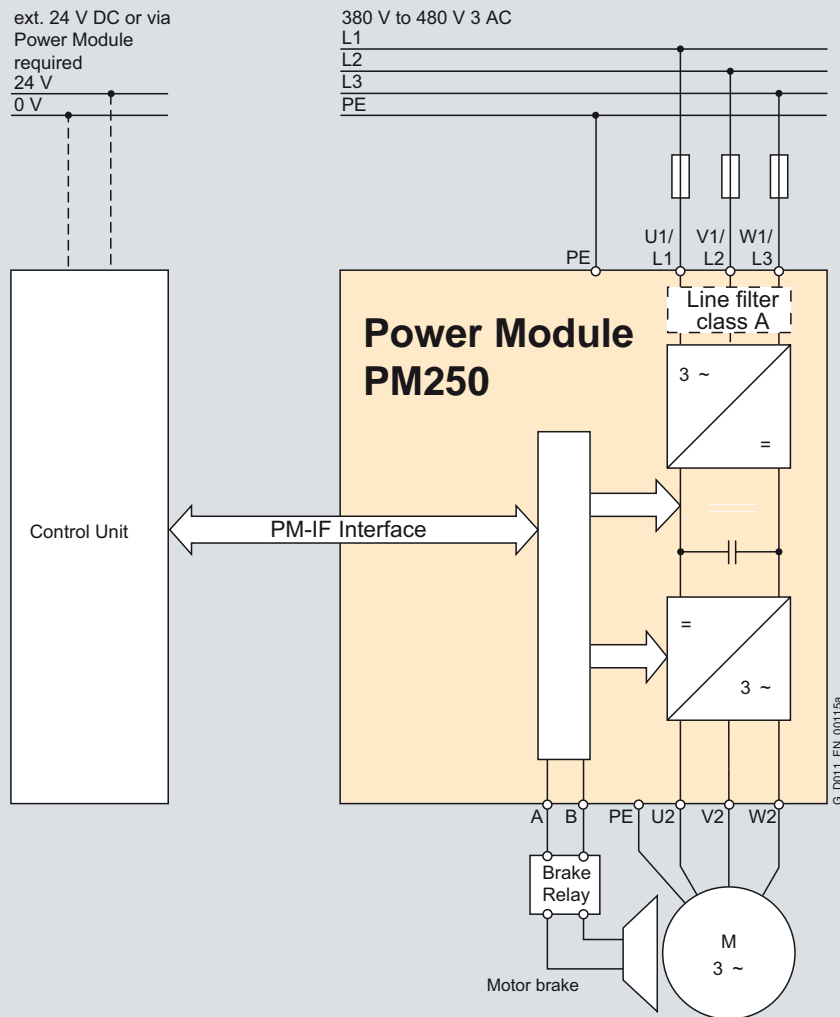 ext. 24 V DC or via
Power Module
required
24 V
0 V
380 V to 480 V 3 AC
L1
L2
L3
PE
PE
U1/
L1
V1/
L2
W1/
L3
Line filter
class A
Power Module
PM250
3 ~
=
Control Unit
PM-IF Interface
=
3 ~
A
B
PE
U2
V2
W2
Brake
Relay
Motor brake
M
3 ~
G_D011_EN_00115a